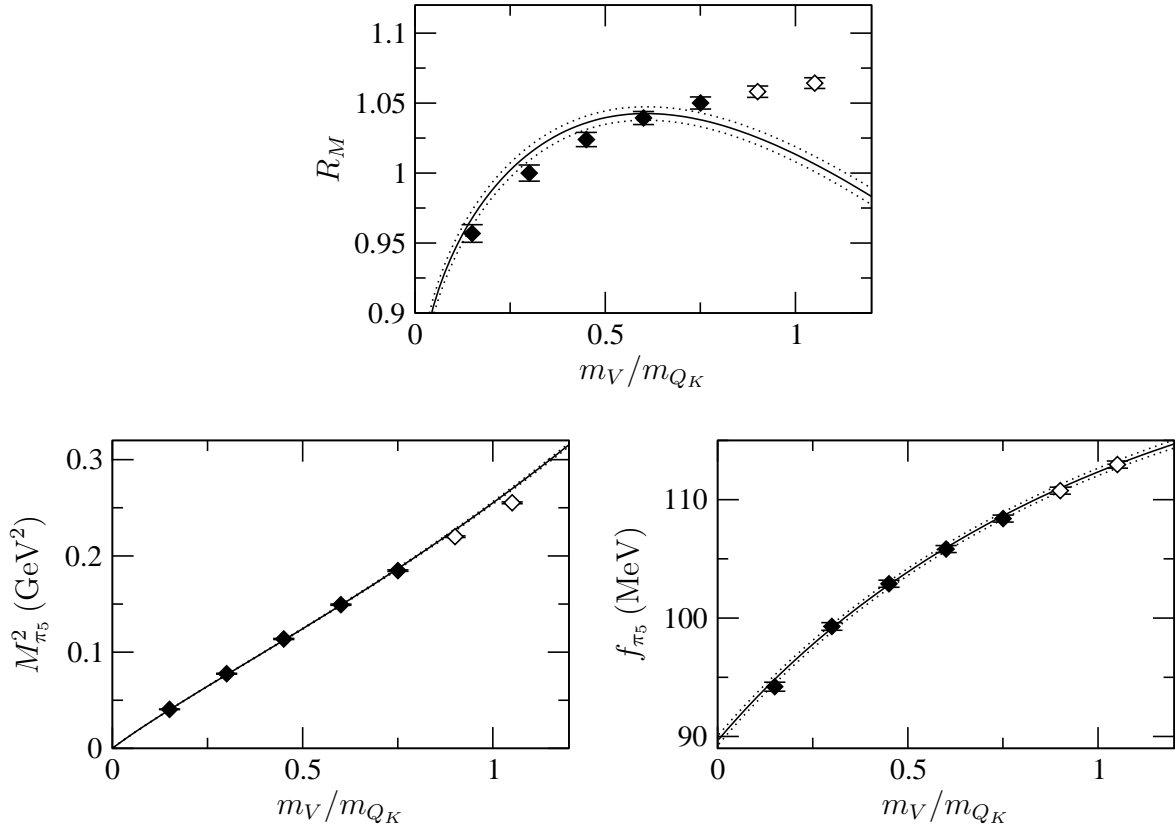 1.1
1.05
1
0.95
0.9
R_M
0 0.5 1
m_V/m_{Q_K}
0.3
0.2
0.1
0
M^2_{π_5} (GeV^2)
0 0.5 1
m_V/m_{Q_K}
110
100
90
f_{π_5} (MeV)
0 0.5 1
m_V/m_{Q_K}